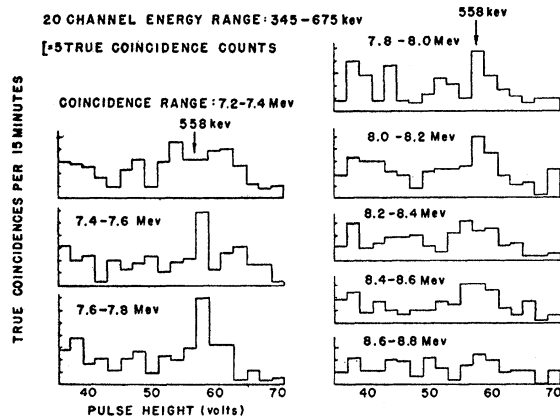 20 CHANNEL ENERGY RANGE: 345-675 kev
[=5 TRUE COINCIDENCE COUNTS
TRUE COINCIDENCES PER 15 MINUTES
COINCIDENCE RANGE: 7.2-7.4 Mev
558 kev
7.4-7.6 Mev
7.6-7.8 Mev
40 50 60 70
PULSE HEIGHT (volts)
558 kev
7.8-8.0 Mev
8.0-8.2 Mev
8.2-8.4 Mev
8.4-8.6 Mev
8.6-8.8 Mev
40 50 60 70